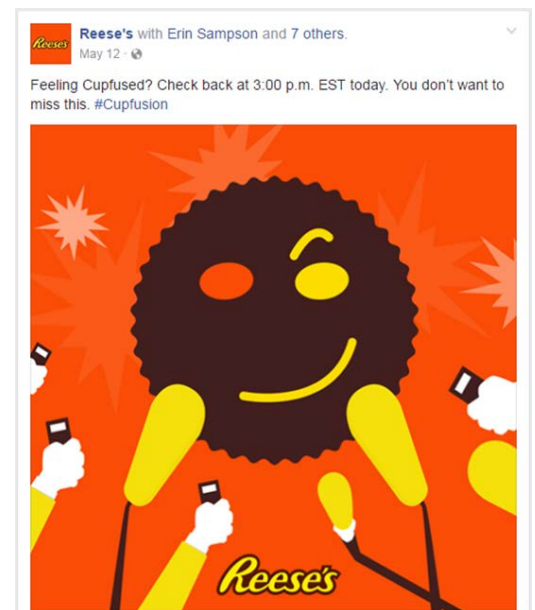 Reese's
Reese's with Erin Sampson and 7 others.
May 12 ·
Feeling Cupfused? Check back at 3:00 p.m. EST today. You don't want to
miss this. #Cupfusion
Reese's